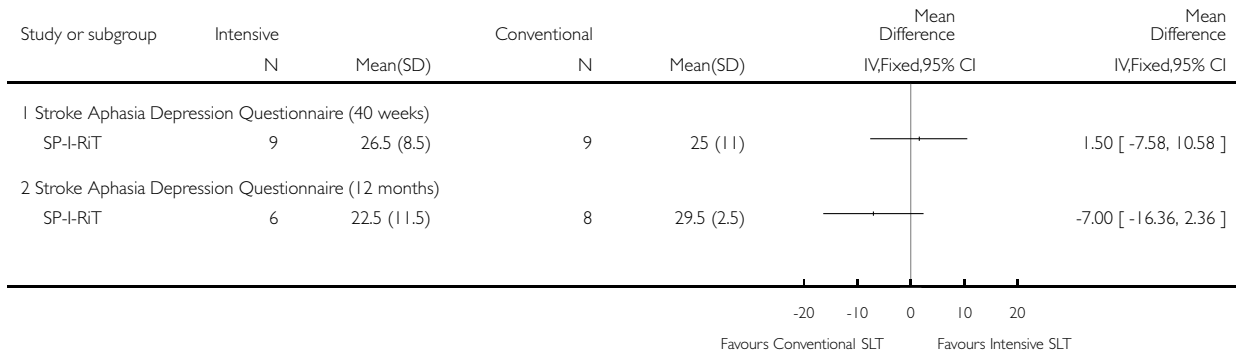 Study or subgroup Intensive Conventional Mean Difference Mean Difference
N Mean(SD) N Mean(SD) IV,Fixed,95% CI IV,Fixed,95% CI
1 Stroke Aphasia Depression Questionnaire (40 weeks)
SP-I-RiT 9 26.5 (8.5) 9 25 (11) 1.50 [ -7.58, 10.58 ]
2 Stroke Aphasia Depression Questionnaire (12 months)
SP-I-RiT 6 22.5 (11.5) 8 29.5 (2.5) -7.00 [ -16.36, 2.36 ]
-20 -10 0 10 20
Favours Conventional SLT Favours Intensive SLT